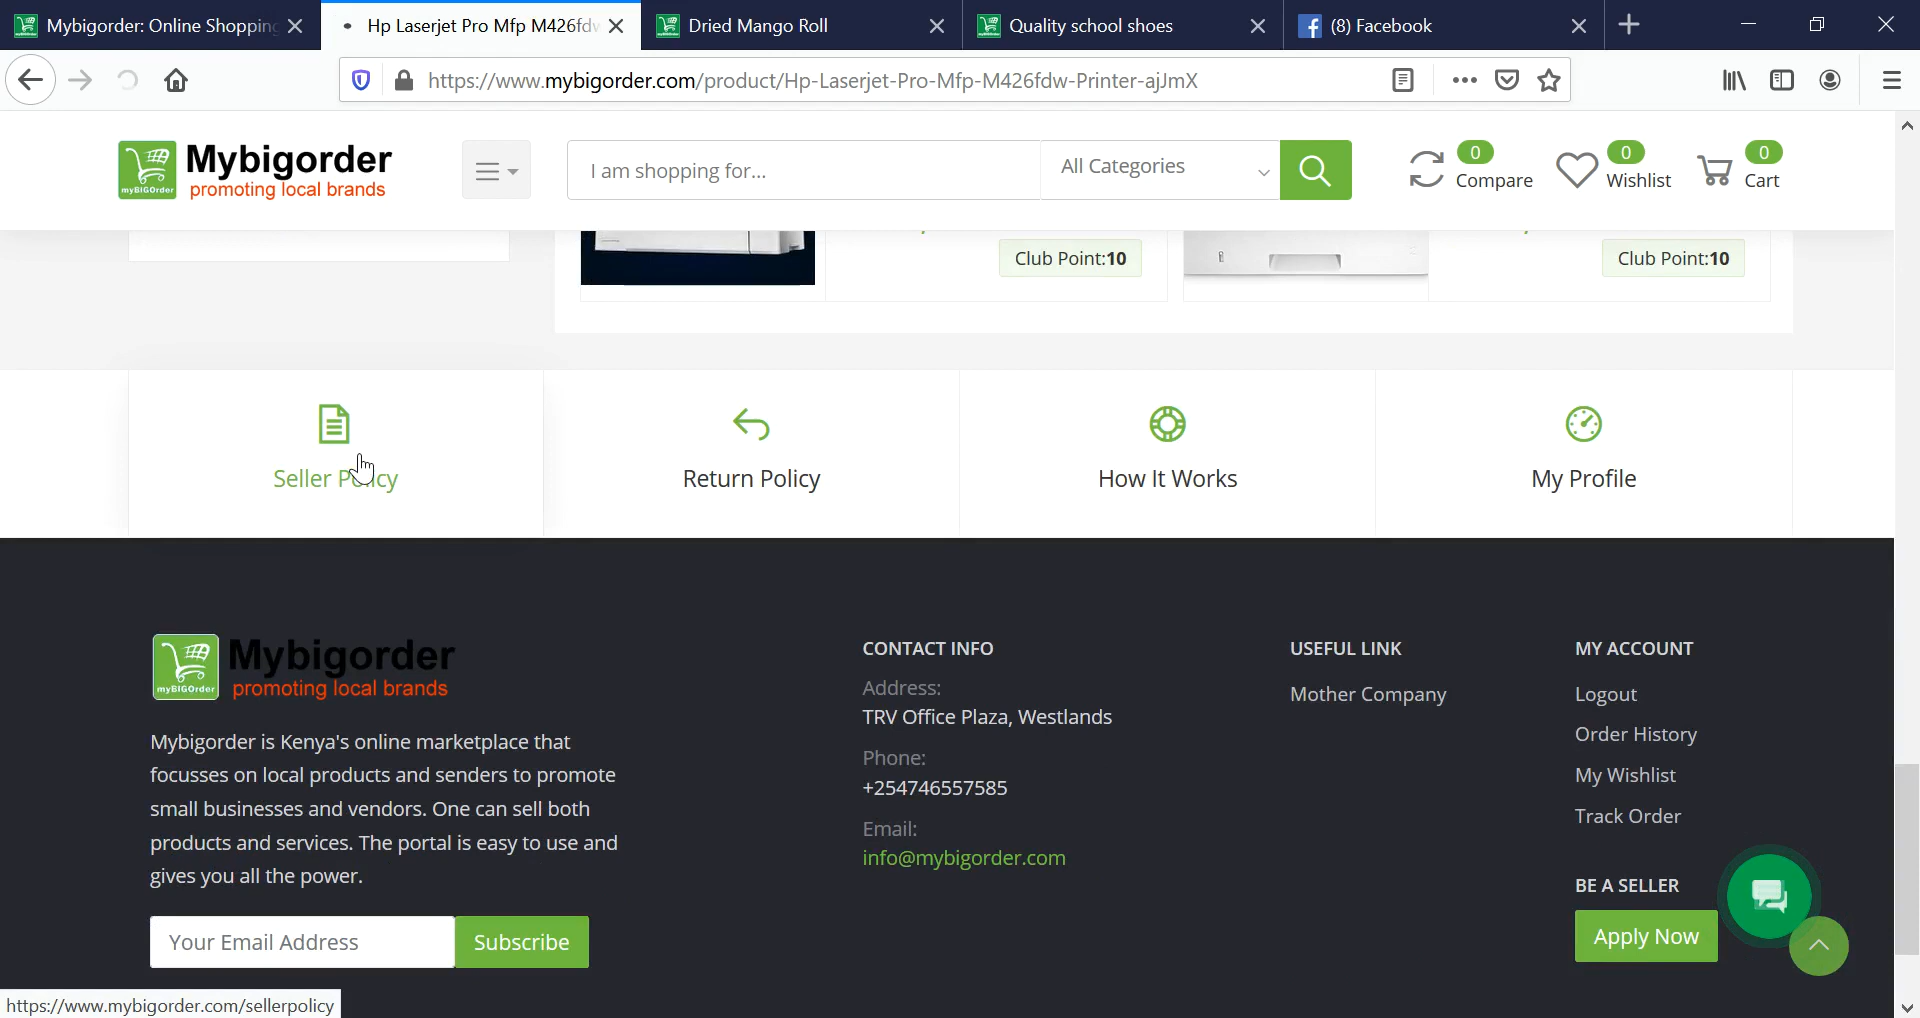 Mybigorder: Online Shopping
Hp Laserjet Pro Mfp M426fdw
Dried Mango Roll
Quality school shoes
(8) Facebook
https://www.mybigorder.com/product/Hp-Laserjet-Pro-Mfp-M426fdw-Printer-ajJmX
myBIGOrder
Mybigorder
promoting local brands
I am shopping for...
All Categories
0
Compare
0
Wishlist
0
Cart
Club Point:10
Club Point:10
Seller Policy
Return Policy
How It Works
My Profile
myBIGOrder
Mybigorder
promoting local brands
Mybigorder is Kenya's online marketplace that
focusses on local products and senders to promote
small businesses and vendors. One can sell both
products and services. The portal is easy to use and
gives you all the power.
Your Email Address
Subscribe
CONTACT INFO
Address:
TRV Office Plaza, Westlands
Phone:
+254746557585
Email:
info@mybigorder.com
USEFUL LINK
Mother Company
MY ACCOUNT
Logout
Order History
My Wishlist
Track Order
BE A SELLER
Apply Now
https://www.mybigorder.com/sellerpolicy